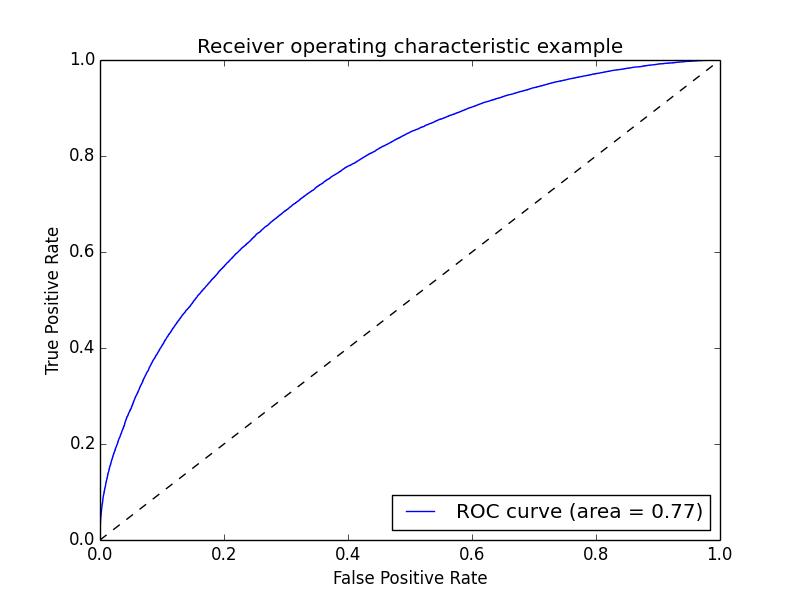 Receiver operating characteristic example
1.0
0.8
0.6
0.4
0.2
0.0
True Positive Rate
ROC curve (area = 0.77)
0.0 0.2 0.4 0.6 0.8 1.0
False Positive Rate